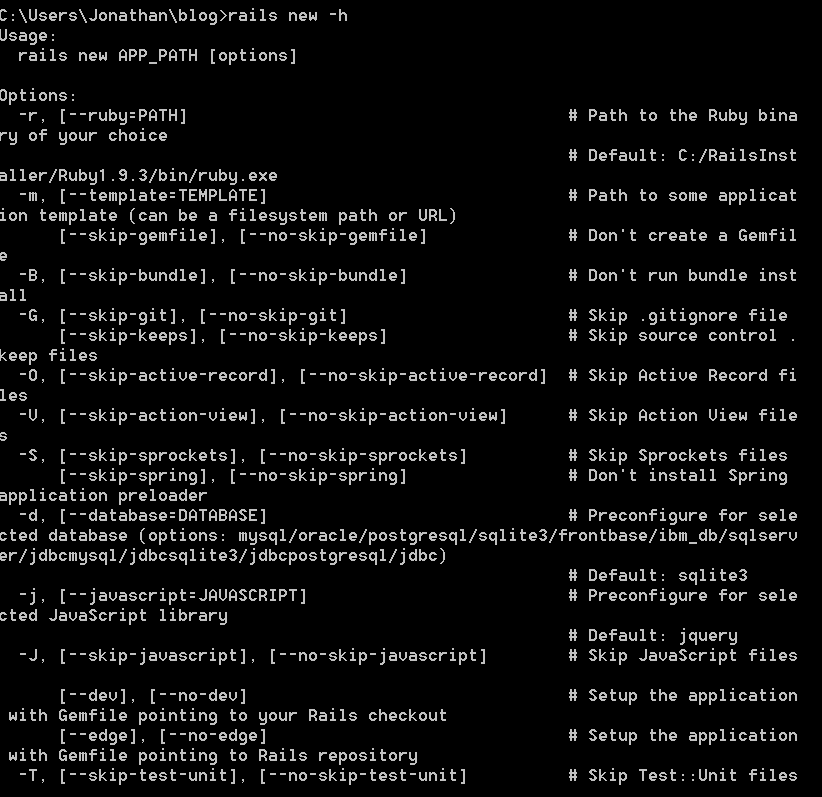 C:\Users\Jonathan\blog>rails new -h
Usage:
  rails new APP_PATH [options]

Options:
  -r, [--ruby=PATH]                                      # Path to the Ruby bina
ry of your choice
                                                         # Default: C:/RailsInst
aller/Ruby1.9.3/bin/ruby.exe
  -m, [--template=TEMPLATE]                              # Path to some applicat
ion template (can be a filesystem path or URL)
      [--skip-gemfile], [--no-skip-gemfile]              # Don't create a Gemfil
e
  -B, [--skip-bundle], [--no-skip-bundle]                # Don't run bundle inst
all
  -G, [--skip-git], [--no-skip-git]                      # Skip .gitignore file
      [--skip-keeps], [--no-skip-keeps]                  # Skip source control .
keep files
  -O, [--skip-active-record], [--no-skip-active-record]  # Skip Active Record fi
les
  -V, [--skip-action-view], [--no-skip-action-view]      # Skip Action View file
s
  -S, [--skip-sprockets], [--no-skip-sprockets]          # Skip Sprockets files
      [--skip-spring], [--no-skip-spring]                # Don't install Spring
application preloader
  -d, [--database=DATABASE]                              # Preconfigure for sele
cted database (options: mysql/oracle/postgresql/sqlite3/frontbase/ibm_db/sqlserv
er/jdbcmysql/jdbcsqlite3/jdbcpostgresql/jdbc)
                                                         # Default: sqlite3
  -j, [--javascript=JAVASCRIPT]                          # Preconfigure for sele
cted JavaScript library
                                                         # Default: jquery
  -J, [--skip-javascript], [--no-skip-javascript]        # Skip JavaScript files

      [--dev], [--no-dev]                                # Setup the application
 with Gemfile pointing to your Rails checkout
      [--edge], [--no-edge]                              # Setup the application
 with Gemfile pointing to Rails repository
  -T, [--skip-test-unit], [--no-skip-test-unit]          # Skip Test::Unit files